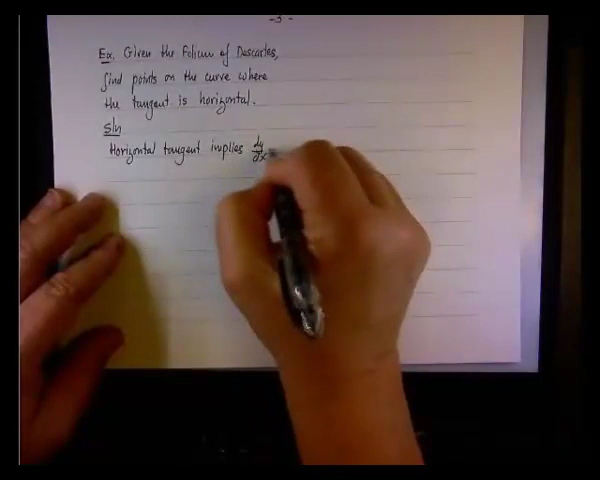 -3-
Ex. Given the Folium of Descartes,
find points on the curve where
the tangent is horizontal.
Sln
Horizontal tangent implies dy/dx